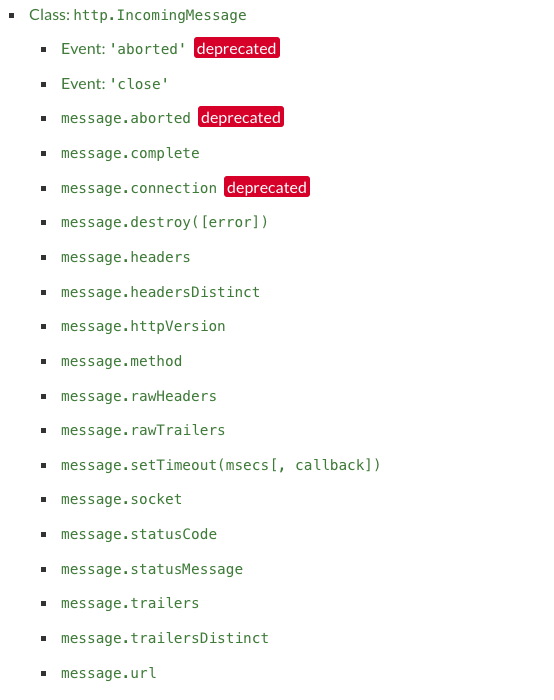 Class: http.IncomingMessage
Event: 'aborted' deprecated
Event: 'close'
message.aborted deprecated
message.complete
message.connection deprecated
message.destroy([error])
message.headers
message.headersDistinct
message.httpVersion
message.method
message.rawHeaders
message.rawTrailers
message.setTimeout(msecs[, callback])
message.socket
message.statusCode
message.statusMessage
message.trailers
message.trailersDistinct
message.url